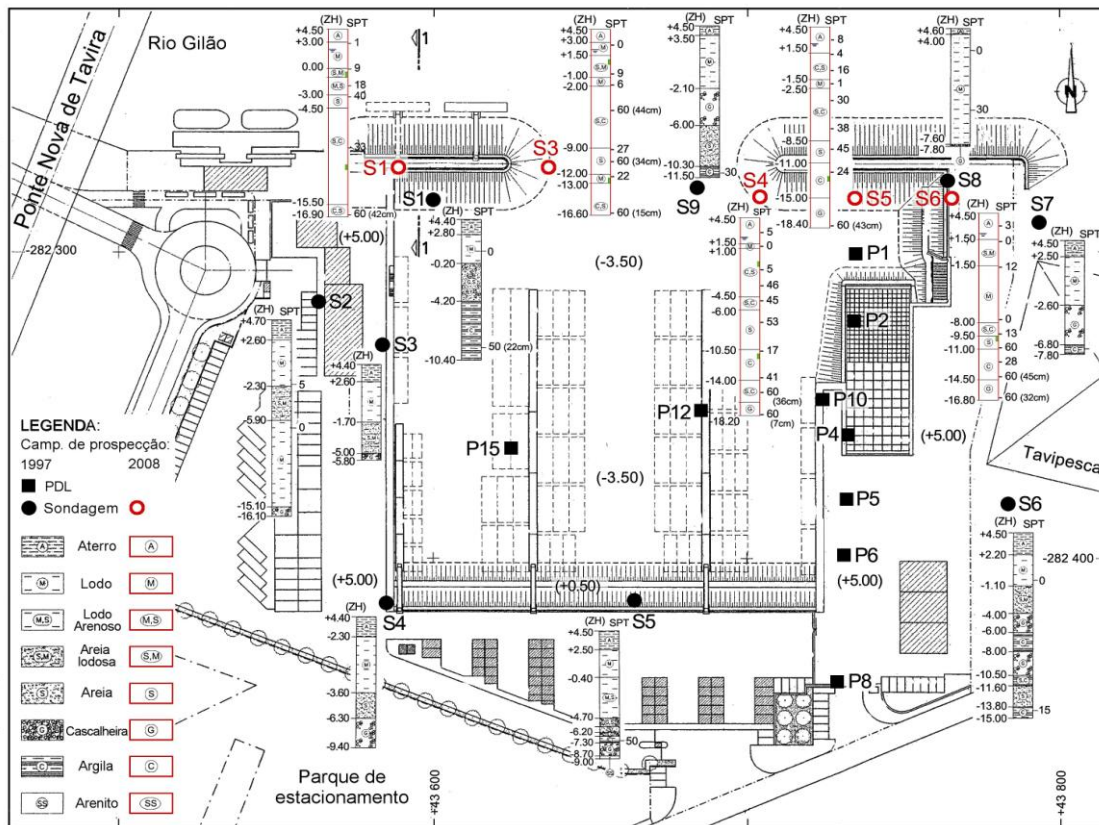 Rio Gilão
Ponte Nova de Tavira
-282 300
(ZH) SPT
+4.50
+3.00
0.00
-3.00
-4.50
-15.50
-16.90
1
9
18
40
33
60 (42cm)
1
1
(ZH) SPT
+4.50
+3.00
+1.50
-1.00
-2.00
-9.00
-12.00
-13.00
-16.60
0
9
6
60 (44cm)
27
60 (34cm)
22
60 (15cm)
(ZH) SPT
+4.60
+3.50
-2.10
-6.00
-10.30
-11.50
30
(ZH) SPT
+4.50
+1.50
-1.50
-2.50
-8.50
-11.00
-15.00
-18.40
8
4
16
1
30
38
45
24
60 (43cm)
(ZH) SPT
+4.60
+4.00
-7.60
-7.80
0
30
N
S1
S3
S4
S5
S6
S1
S9
S8
S7
(+5.00)
(-3.50)
S2
S3
P1
P2
P10
P4
P12
P15
(-3.50)
P5
P6
(+5.00)
(+5.00)
(+5.00)
(+0.50)
S4
S5
S6
P8
Tavipesca
-282 400
(ZH) SPT
+4.40
+2.80
-0.20
-4.20
-10.40
0
50 (22cm)
(ZH) SPT
+4.50
+1.50
+1.00
-2.50
-4.50
-6.00
-10.50
-14.00
-18.20
5
0
5
46
45
53
17
41
60
(36cm)
60
(7cm)
(ZH) SPT
+4.50
+1.50
-1.50
-8.00
-9.50
-11.00
-14.50
-16.80
3
12
0
13
60
28
60 (45cm)
60 (32cm)
(ZH) SPT
+4.50
+2.50
-2.60
-6.80
-7.80
(ZH) SPT
+4.70
+2.60
-2.30
-5.90
-15.10
-16.10
5
0
(ZH) SPT
+4.40
+2.60
-1.70
-5.00
-5.80
(ZH) SPT
+4.40
-2.30
-3.60
-6.30
-9.40
(ZH) SPT
+4.50
+2.50
-0.40
-4.70
-6.20
-7.30
-8.70
-9.00
50
(ZH) SPT
+4.50
+2.20
-1.10
-4.00
-6.00
-10.50
-11.60
-13.80
-15.00
0
15
LEGENDA:
Camp. de prospecção:
1997 2008
PDL
Sondagem
A Aterro A
M Lodo M
M,S Lodo Arenoso M,S
S,M Areia lodosa S,M
S Areia S
G Cascalheira G
C Argila C
SS Arenito SS
Parque de
estacionamento
+43 600
+43 800